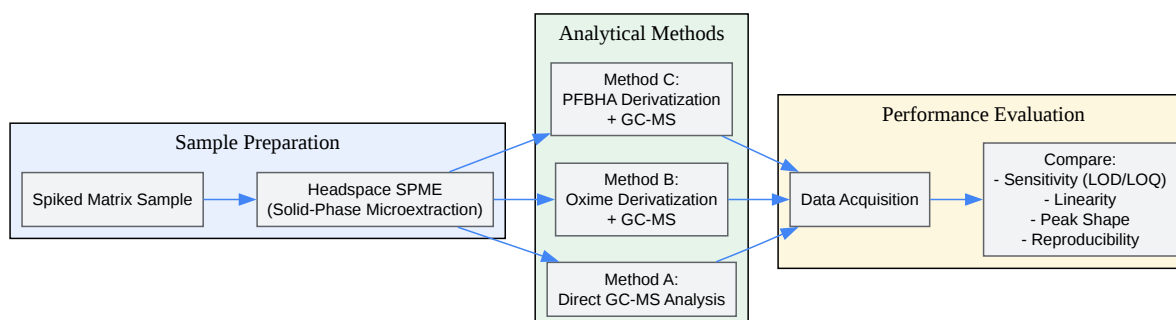 Sample Preparation
Spiked Matrix Sample
Headspace SPME
(Solid-Phase Microextraction)
Analytical Methods
Method C:
PFBHA Derivatization
+ GC-MS
Method B:
Oxime Derivatization
+ GC-MS
Method A:
Direct GC-MS Analysis
Performance Evaluation
Data Acquisition
Compare:
- Sensitivity (LOD/LOQ)
- Linearity
- Peak Shape
- Reproducibility